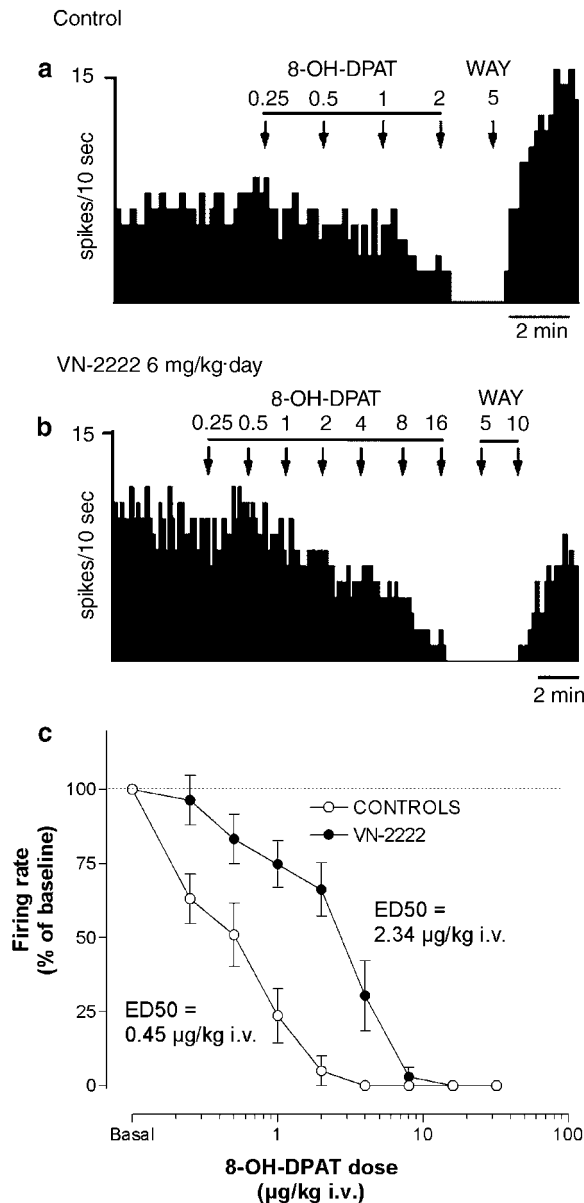 Control
a
15
8-OH-DPAT WAY
0.25 0.5 1 2 5
spikes/10 sec
2 min
VN-2222 6 mg/kg·day
b
15
8-OH-DPAT WAY
0.25 0.5 1 2 4 8 16 5 10
spikes/10 sec
2 min
c
100
75
50
25
0
Firing rate
(% of baseline)
CONTROLS
VN-2222
ED50 =
2.34 µg/kg i.v.
ED50 =
0.45 µg/kg i.v.
Basal 1 10 100
8-OH-DPAT dose
(µg/kg i.v.)